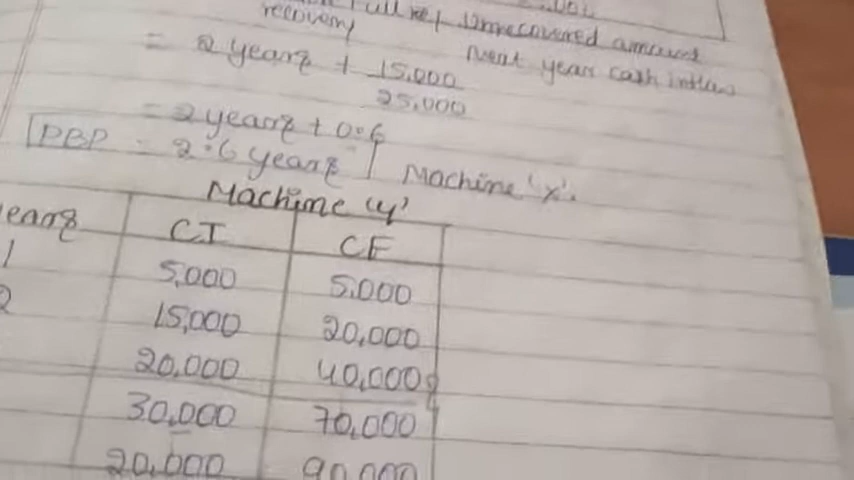 recovery
Unrecovered amount
= 2 years + 15,000
Next year cash inflow
25,000
= 2 years + 0.6
PBP = 2.6 years Machine 'x'.
Machine 'y'
years CI CF
1 5,000 5,000
2 15,000 20,000
20,000 40,000
30,000 70,000
20,000 90,000